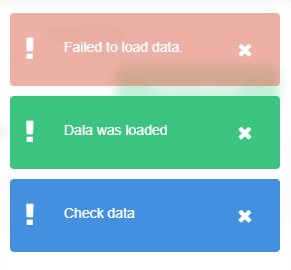 Failed to load data.
Dala was loaded
Check data